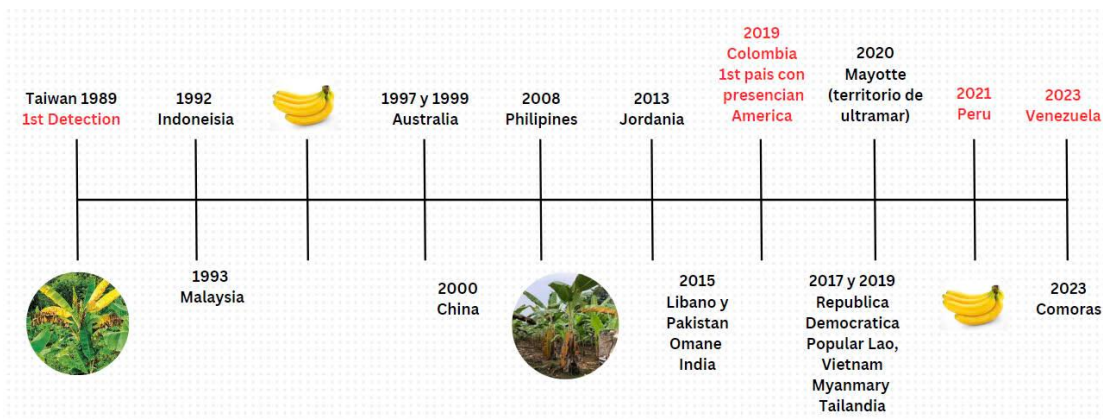 Taiwan 1989
1st Detection
1992
Indoneisia
1997 y 1999
Australia
2008
Philipines
2013
Jordania
2019
Colombia
1st pais con
presencian
America
2020
Mayotte
(territorio de
ultramar)
2021
Peru
2023
Venezuela
1993
Malaysia
2000
China
2015
Libano y
Pakistan
Omane
India
2017 y 2019
Republica
Democratica
Popular Lao,
Vietnam
Myanmary
Tailandia
2023
Comoras